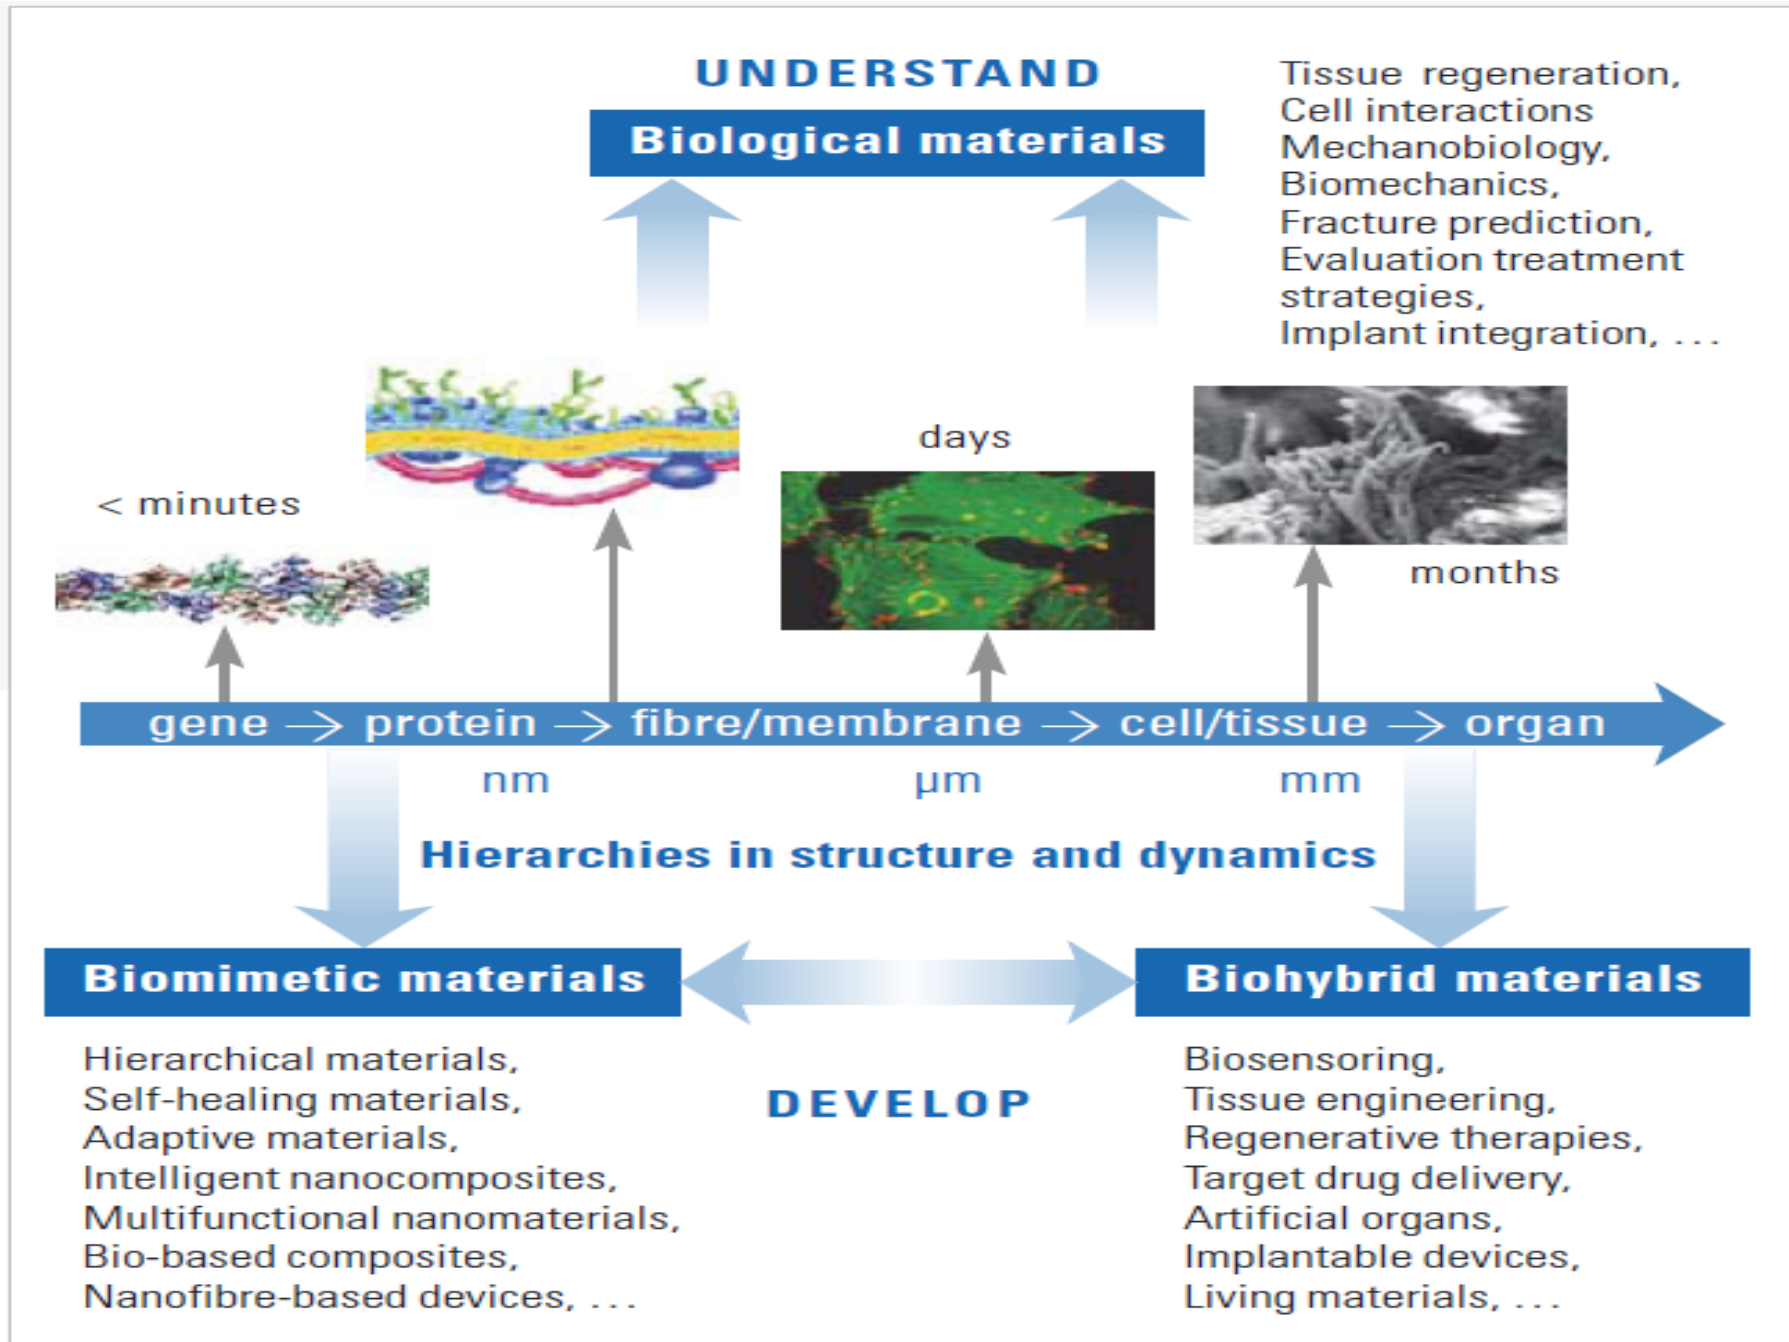 UNDERSTAND
Biological materials
Tissue regeneration,
Cell interactions
Mechanobiology,
Biomechanics,
Fracture prediction,
Evaluation treatment
strategies,
Implant integration, ...
< minutes
days
months
gene → protein → fibre/membrane → cell/tissue → organ
nm
µm
mm
Hierarchies in structure and dynamics
Biomimetic materials
Biohybrid materials
Hierarchical materials,
Self-healing materials,
Adaptive materials,
Intelligent nanocomposites,
Multifunctional nanomaterials,
Bio-based composites,
Nanofibre-based devices, ...
DEVELOP
Biosensoring,
Tissue engineering,
Regenerative therapies,
Target drug delivery,
Artificial organs,
Implantable devices,
Living materials, ...